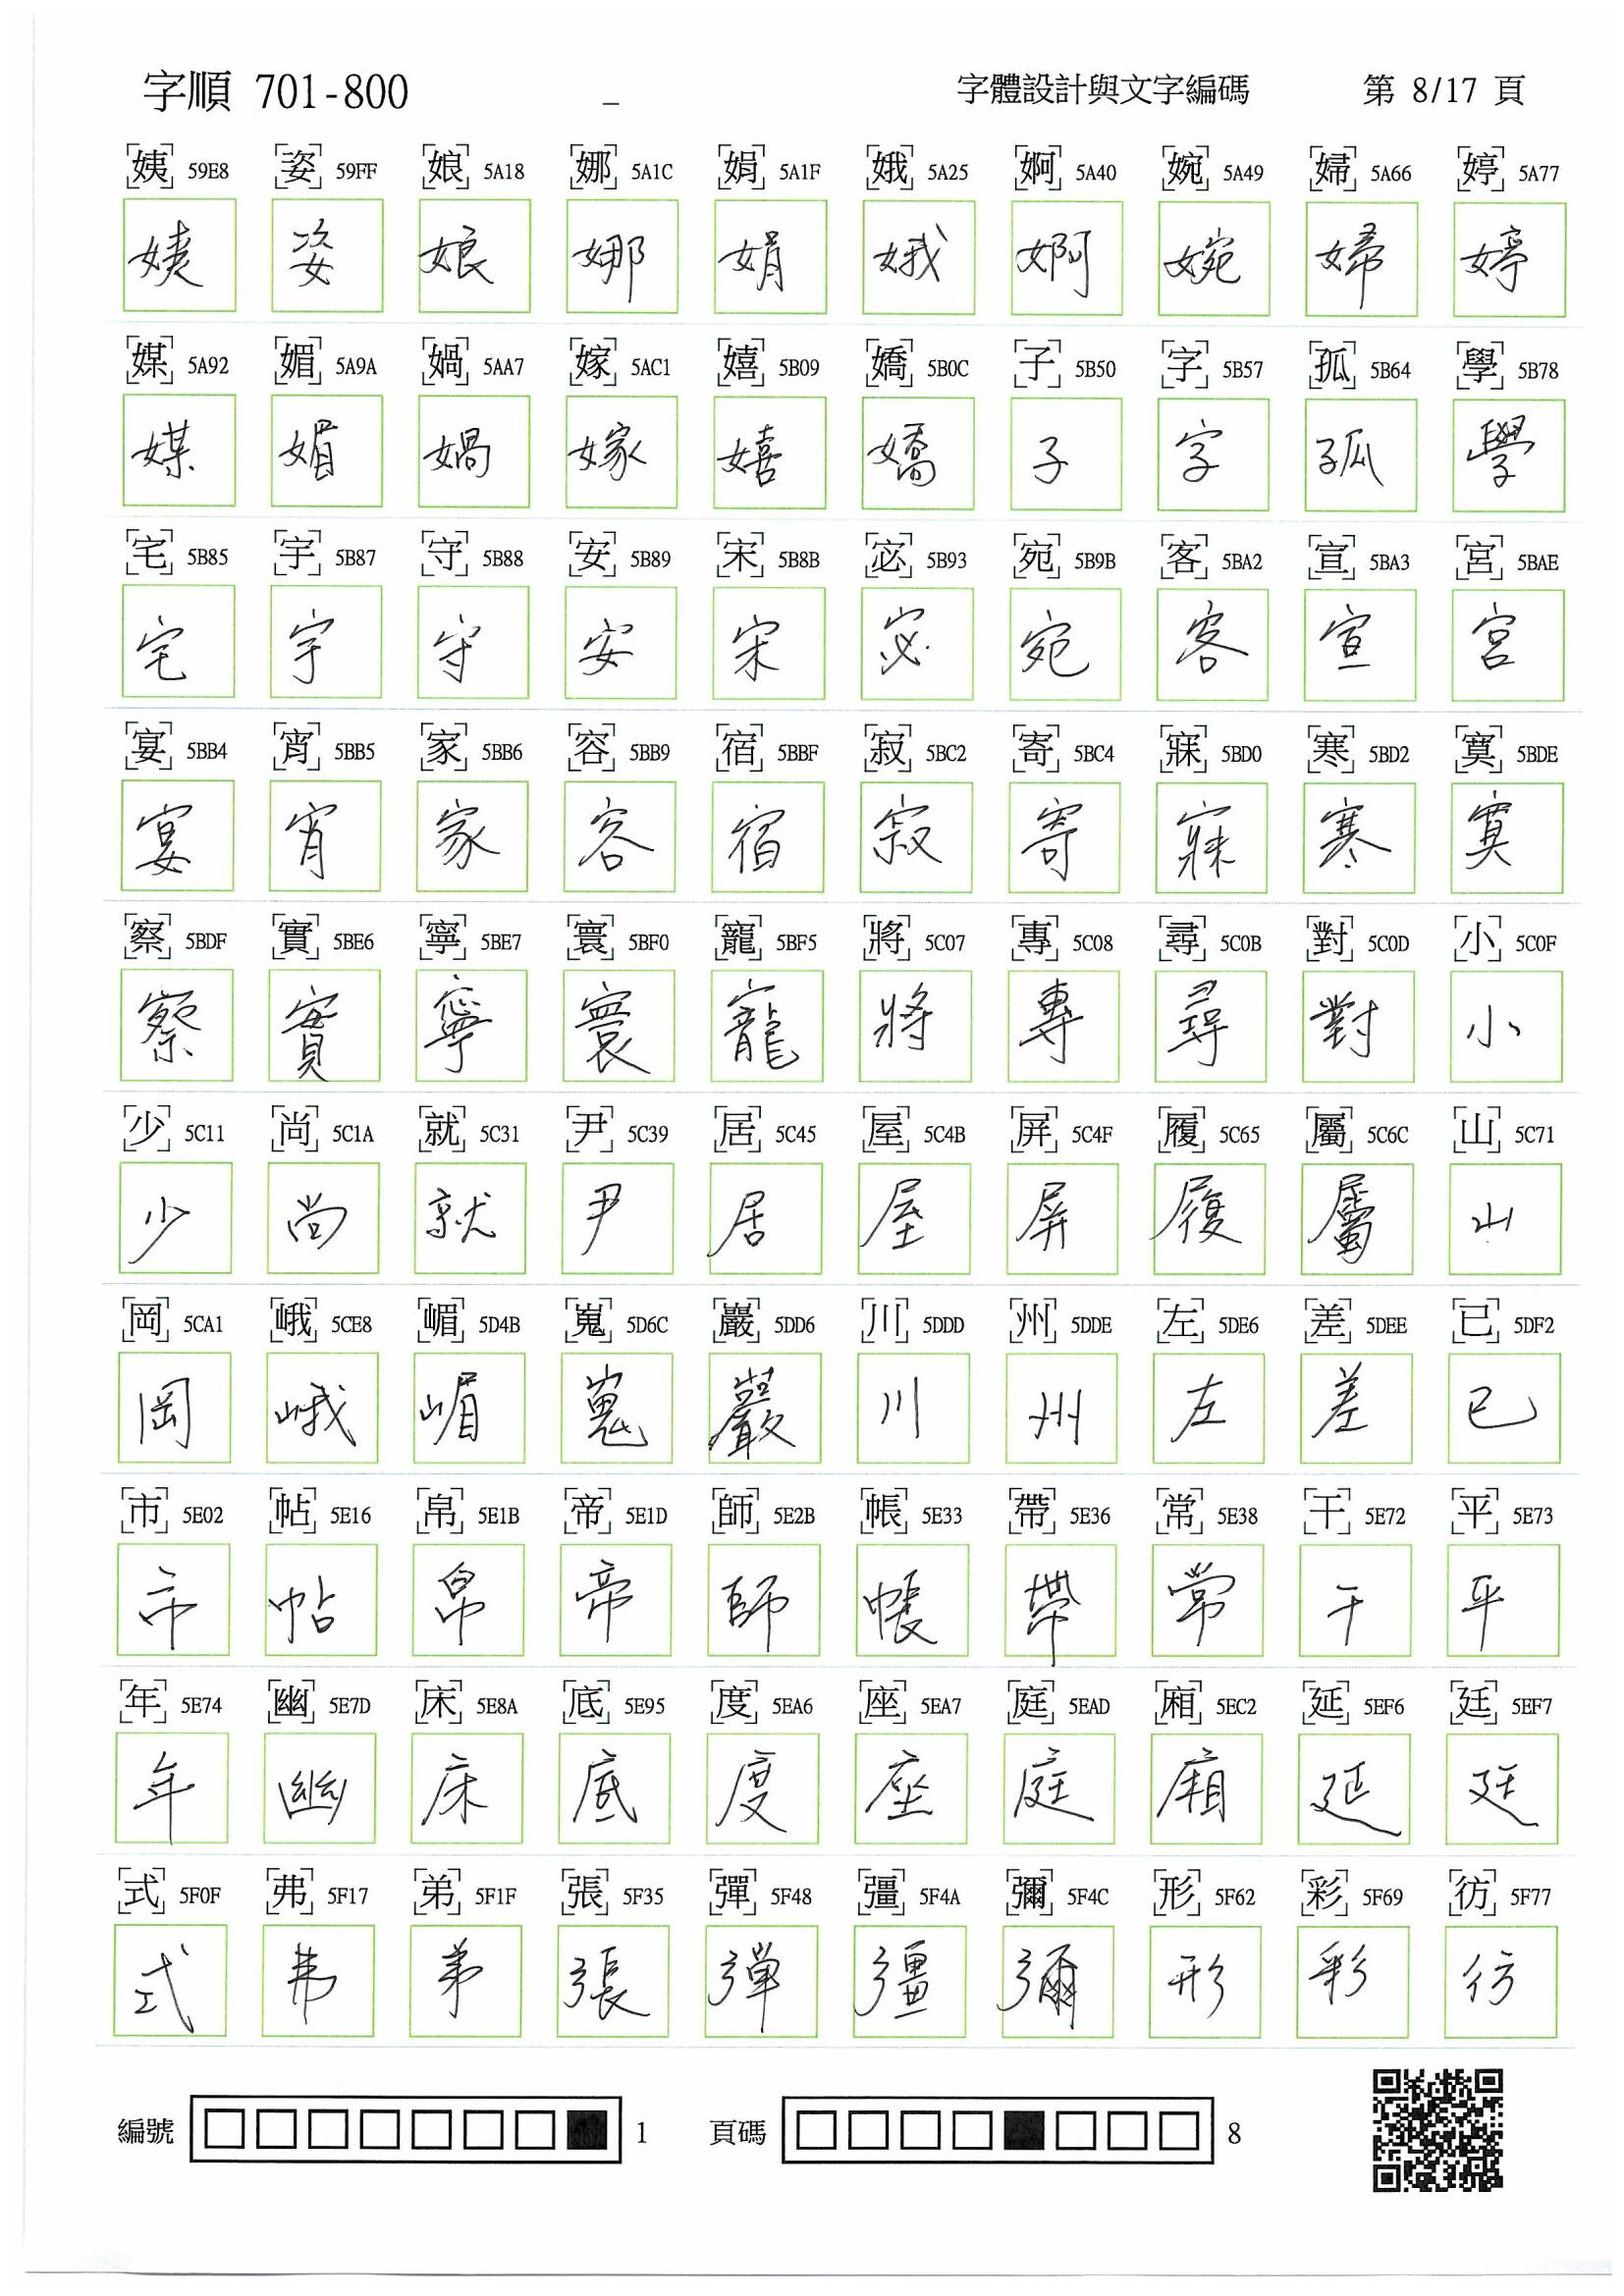 字順 701-800 _ 字體設計與文字編碼 第 8/17 頁
姨 59E8 姿 59FF 娘 5A18 娜 5A1C 娟 5A1F 娥 5A25 婀 5A40 婉 5A49 婦 5A66 婷 5A77
姨 姿 娘 娜 娟 娥 婀 婉 婦 婷
媒 5A92 媚 5A9A 媧 5AA7 嫁 5AC1 嬉 5B09 嬌 5B0C 子 5B50 字 5B57 孤 5B64 學 5B78
媒 媚 媧 嫁 嬉 嬌 子 字 孤 學
宅 5B85 宇 5B87 守 5B88 安 5B89 宋 5B8B 宓 5B93 宛 5B9B 客 5BA2 宣 5BA3 宮 5BAE
宅 宇 守 安 宋 宓 宛 客 宣 宮
宴 5BB4 宵 5BB5 家 5BB6 容 5BB9 宿 5BBF 寂 5BC2 寄 5BC4 寐 5BD0 寒 5BD2 寞 5BDE
宴 宵 家 容 宿 寂 寄 寐 寒 寞
察 5BDF 實 5BE6 寧 5BE7 寰 5BF0 寵 5BF5 將 5C07 專 5C08 尋 5C0B 對 5C0D 小 5C0F
察 實 寧 寰 寵 將 專 尋 對 小
少 5C11 尚 5C1A 就 5C31 尹 5C39 居 5C45 屋 5C4B 屏 5C4F 履 5C65 屬 5C6C 山 5C71
少 尚 就 尹 居 屋 屏 履 屬 山
岡 5CA1 峨 5CE8 嵋 5D4B 嵬 5D6C 巖 5DD6 川 5DDD 州 5DDE 左 5DE6 差 5DEE 已 5DF2
岡 峨 嵋 嵬 巖 川 州 左 差 已
市 5E02 帖 5E16 帛 5E1B 帝 5E1D 師 5E2B 帳 5E33 帶 5E36 常 5E38 干 5E72 平 5E73
市 帖 帛 帝 師 帳 帶 常 干 平
年 5E74 幽 5E7D 床 5E8A 底 5E95 度 5EA6 座 5EA7 庭 5EAD 廂 5EC2 延 5EF6 廷 5EF7
年 幽 床 底 度 座 庭 廂 延 廷
式 5F0F 弗 5F17 弟 5F1F 張 5F35 彈 5F48 彊 5F4A 彌 5F4C 形 5F62 彩 5F69 彷 5F77
式 弗 弟 張 彈 彊 彌 形 彩 彷
編號 1 頁碼 8